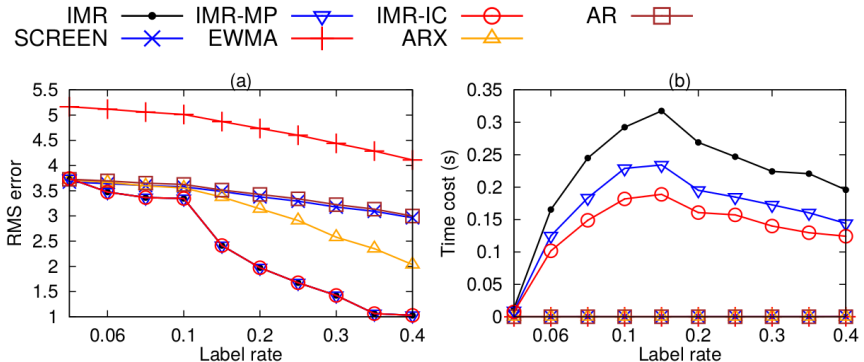 IMR IMR-MP IMR-IC AR
SCREEN EWMA ARX
(a)
5.5
5
4.5
4
3.5
3
2.5
2
1.5
1
RMS error
0.06 0.1 0.2 0.3 0.4
Label rate
(b)
0.35
0.3
0.25
0.2
0.15
0.1
0.05
0
Time cost (s)
0.06 0.1 0.2 0.3 0.4
Label rate